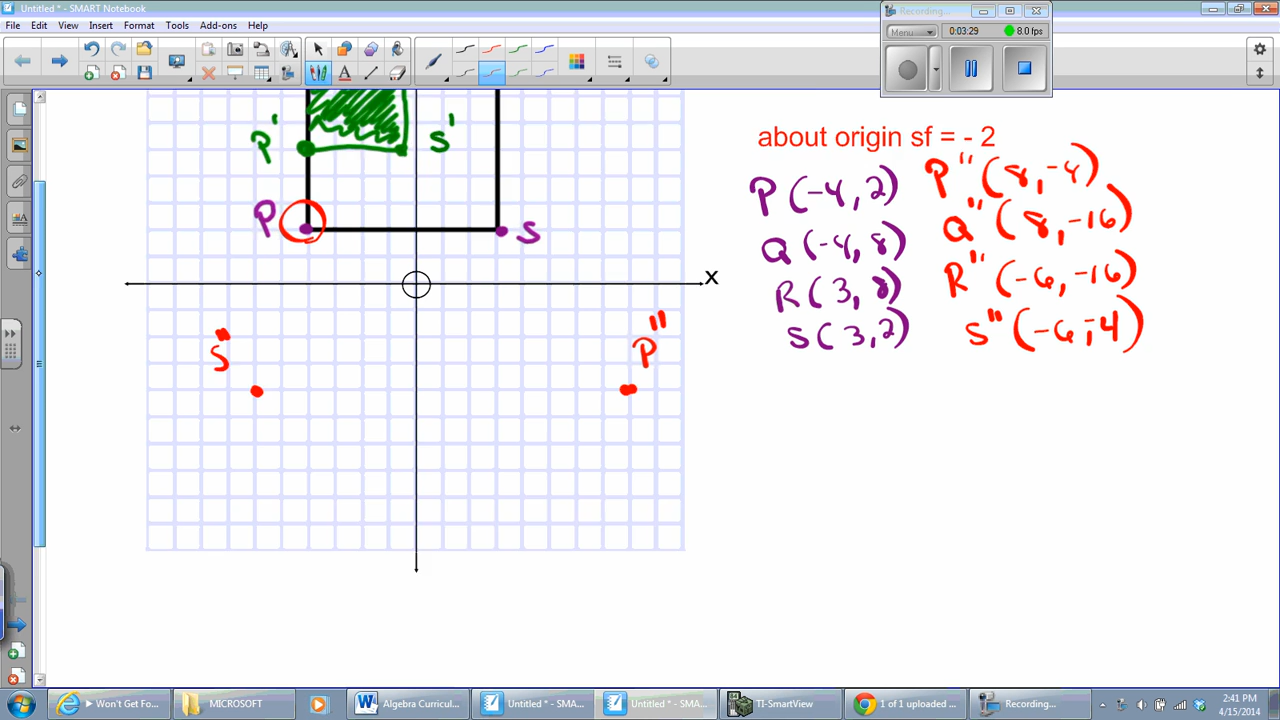 Untitled * - SMART Notebook
File Edit View Insert Format Tools Add-ons Help
Recording...
Menu
0:03:29
8.0 fps
about origin sf = - 2
P (-4, 2) P" (8, -4)
Q (-4, 8) Q" (8, -16)
R ( 3, 8) R" (-6, -16)
S ( 3, 2) S" (-6, -4)
P' S'
P S
x
S" P"
Won't Get Fo...
MICROSOFT
Algebra Curricul...
Untitled * - SMA...
Untitled * - SMA...
TI-SmartView
1 of 1 uploaded ...
Recording...
2:41 PM
4/15/2014